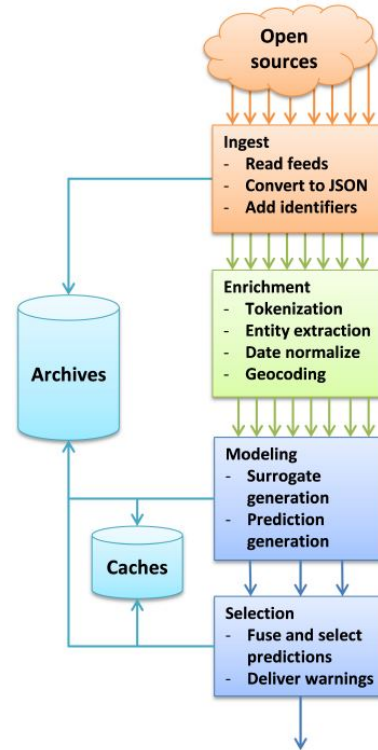 Open
sources
Ingest
- Read feeds
- Convert to JSON
- Add identifiers
Enrichment
- Tokenization
- Entity extraction
- Date normalize
- Geocoding
Archives
Modeling
- Surrogate
generation
- Prediction
generation
Caches
Selection
- Fuse and select
predictions
- Deliver warnings